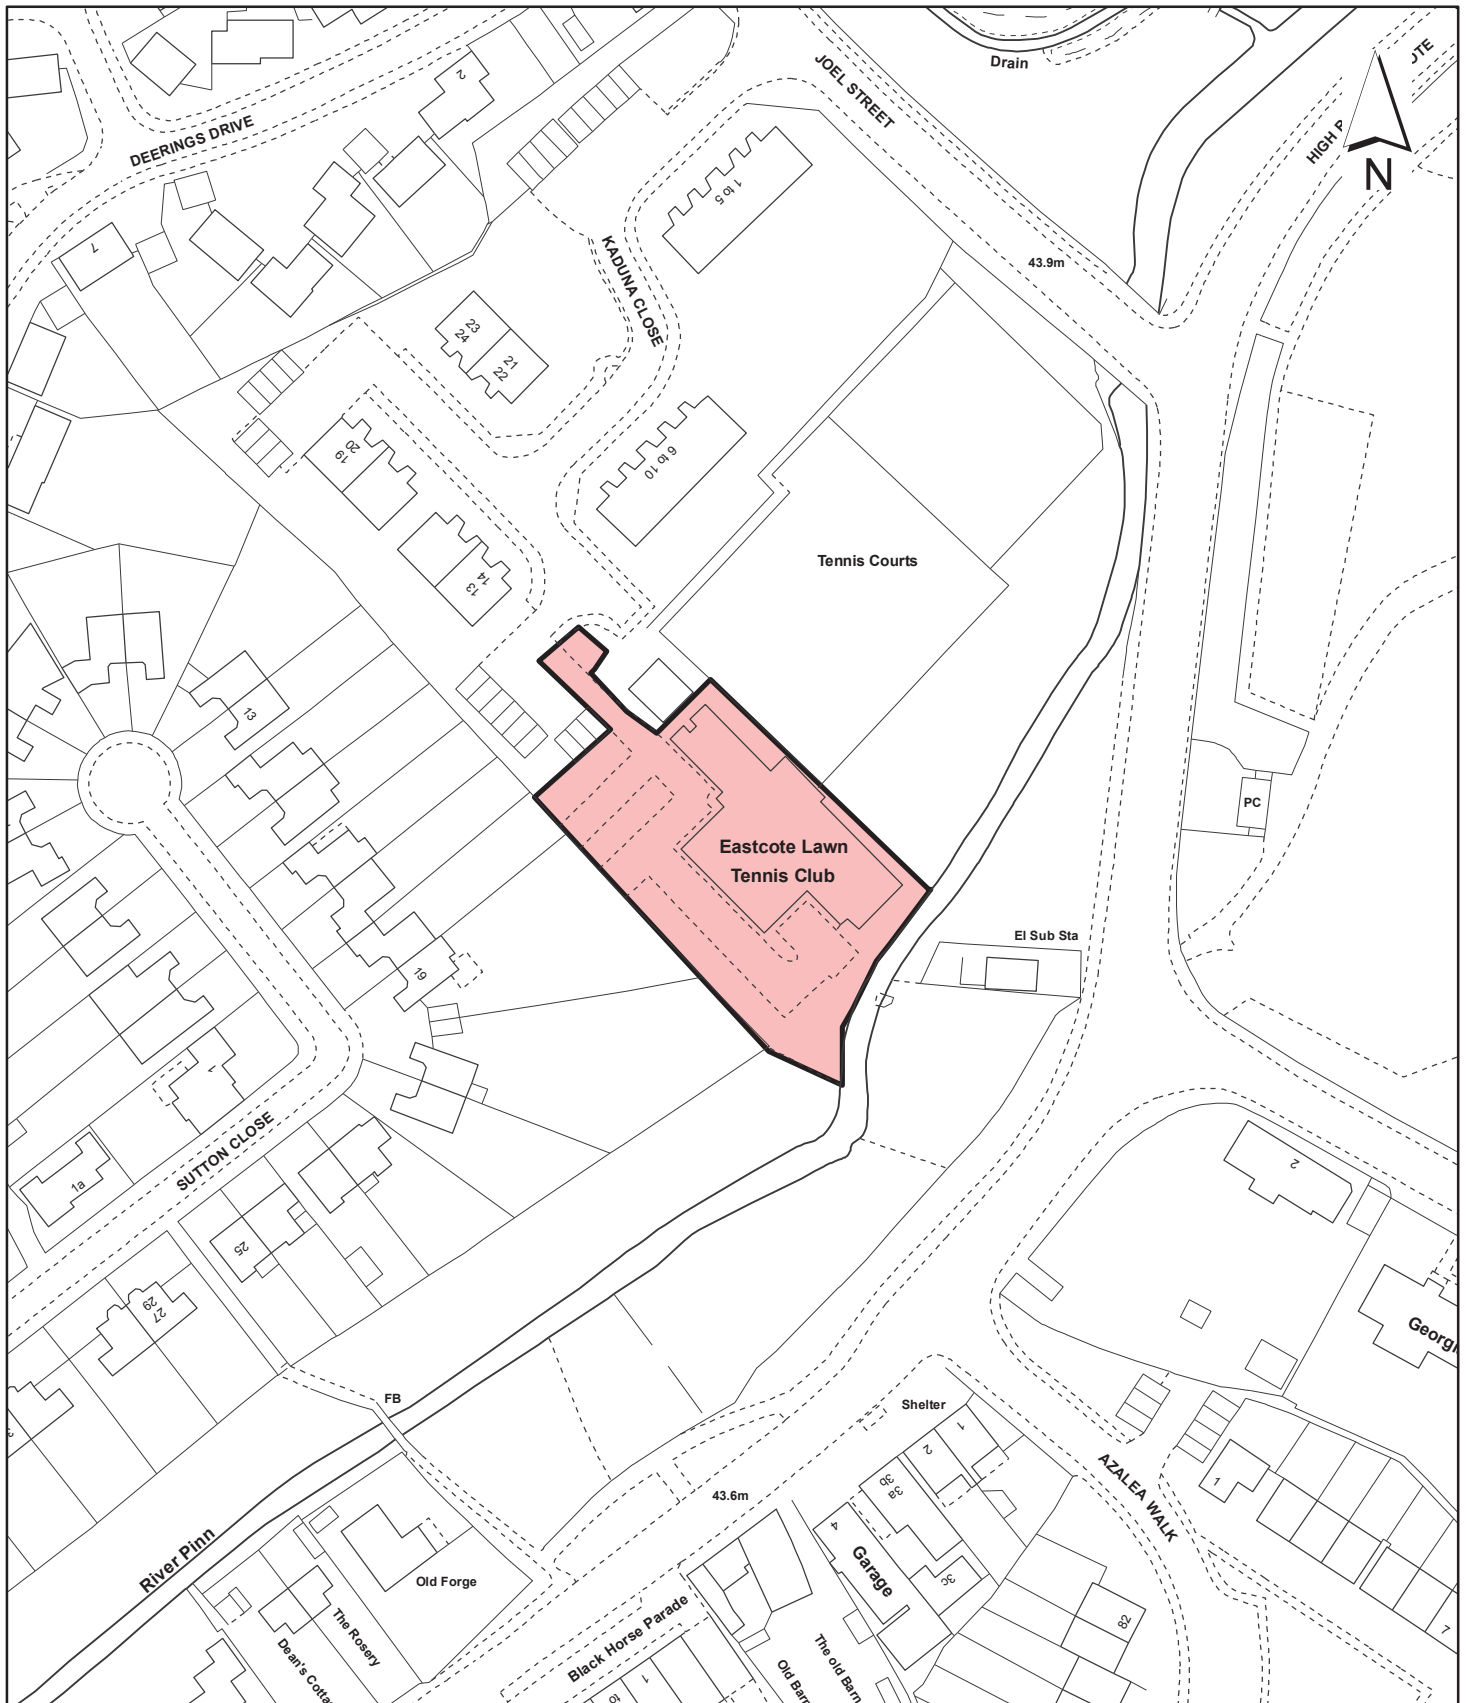 Drain
JOEL STREET
N
DEERINGS DRIVE
2
7
1 to 5
KADUNA CLOSE
43.9m
23
24
21
22
20
19
6 to 10
14
13
Tennis Courts
13
PC
Eastcote Lawn
Tennis Club
19
El Sub Sta
1
SUTTON CLOSE
1a
25
2
29
27
FB
Shelter
1
2
3b
3a
4
3c
Garage
43.6m
AZALEA WALK
1
7
82
River Pinn
Old Forge
The Rosery
Black Horse Parade
1
to
The old Barn